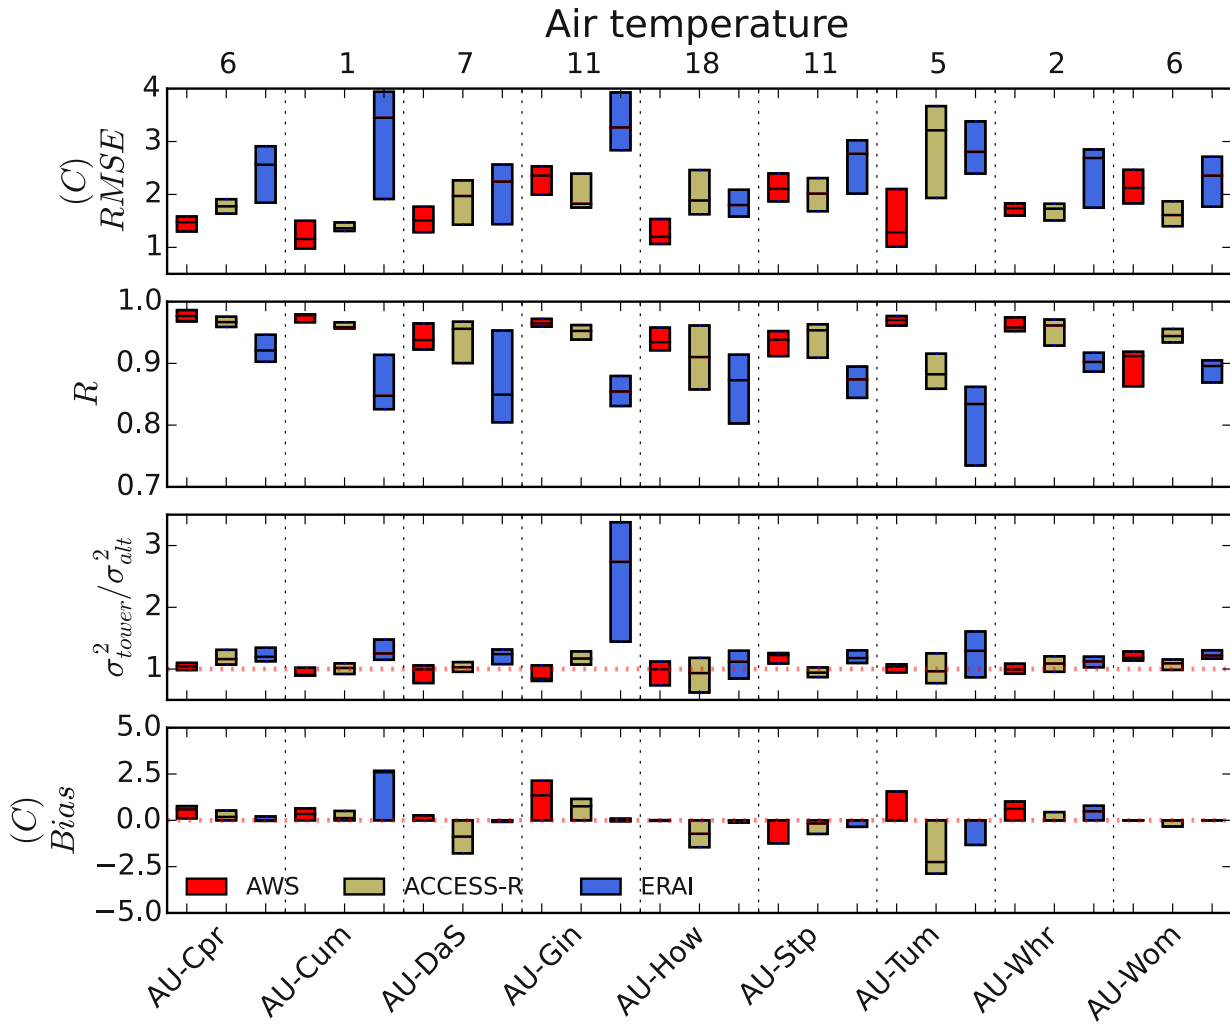 Air temperature
6 1 7 11 18 11 5 2 6
4
3
2
1
(C)
RMSE
1.0
0.9
0.8
0.7
R
3
2
1
σ²tower/σ²alt
5.0
2.5
0.0
−2.5
−5.0
(C)
Bias
AWS ACCESS-R ERAI
AU-Cpr AU-Cum AU-DaS AU-Gin AU-How AU-Stp AU-Tum AU-Whr AU-Wom